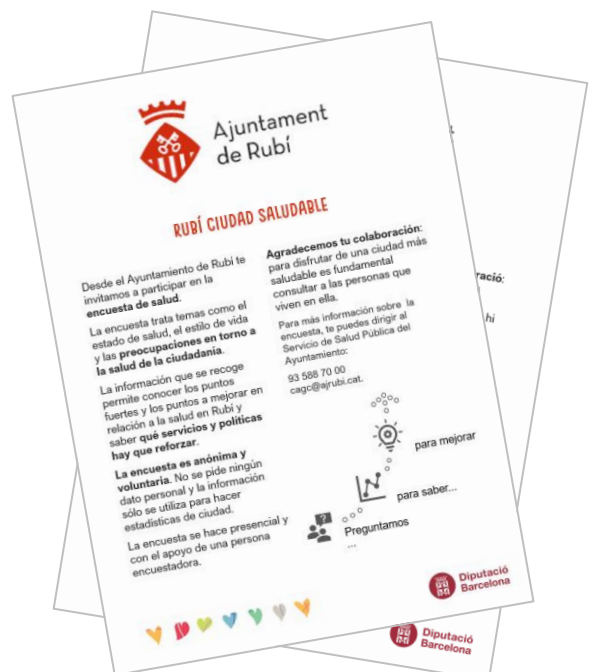 Ajuntament
de Rubí
RUBÍ CIUDAD SALUDABLE
Desde el Ayuntamiento de Rubí te
invitamos a participar en la
encuesta de salud.
La encuesta trata temas como el
estado de salud, el estilo de vida
y las preocupaciones en torno a
la salud de la ciudadanía.
La información que se recoge
permite conocer los puntos
fuertes y los puntos a mejorar en
relación a la salud en Rubí y
saber qué servicios y políticas
hay que reforzar.
La encuesta es anónima y
voluntaria. No se pide ningún
dato personal y la información
sólo se utiliza para hacer
estadísticas de ciudad.
La encuesta se hace presencial y
con el apoyo de una persona
encuestadora.
Agradecemos tu colaboración:
para disfrutar de una ciudad más
saludable es fundamental
consultar a las personas que
viven en ella.
Para más información sobre la
encuesta, te puedes dirigir al
Servicio de Salud Pública del
Ayuntamiento:
93 588 70 00
cagc@ajrubi.cat.
para mejorar
para saber...
?
Preguntamos
...
Diputació
Barcelona
ració:
hi
Diputació
Barcelona